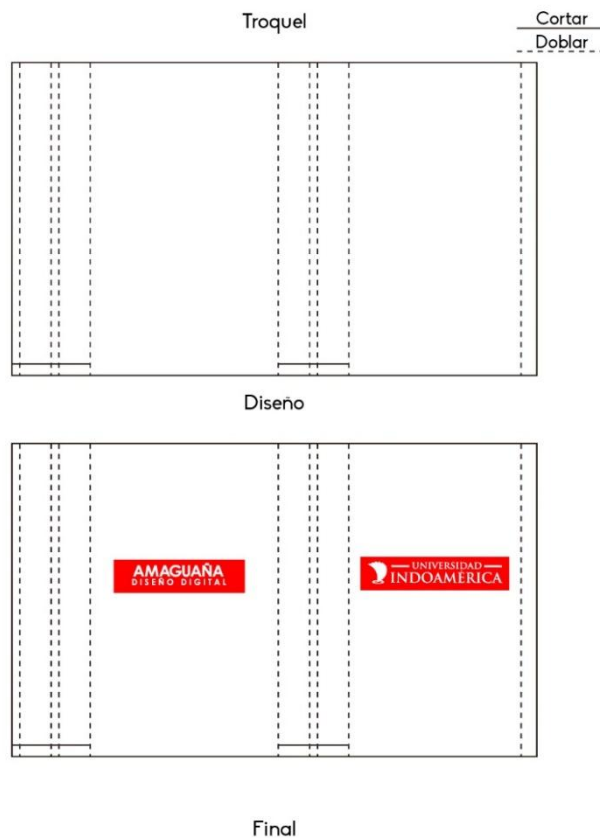 Troquel
Cortar
Doblar
Diseño
AMAGUAÑA
DISEÑO DIGITAL
UNIVERSIDAD
INDOAMÉRICA
Final